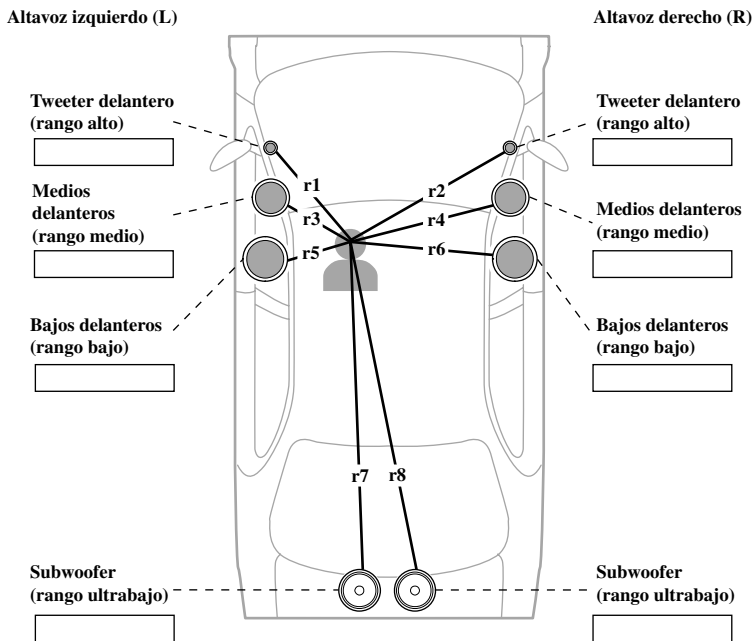 Altavoz izquierdo (L)
Altavoz derecho (R)
Tweeter delantero
(rango alto)
Tweeter delantero
(rango alto)
r1
r2
Medios
delanteros
(rango medio)
Medios delanteros
(rango medio)
r3
r4
r5
r6
Bajos delanteros
(rango bajo)
Bajos delanteros
(rango bajo)
r7
r8
Subwoofer
(rango ultrabajo)
Subwoofer
(rango ultrabajo)